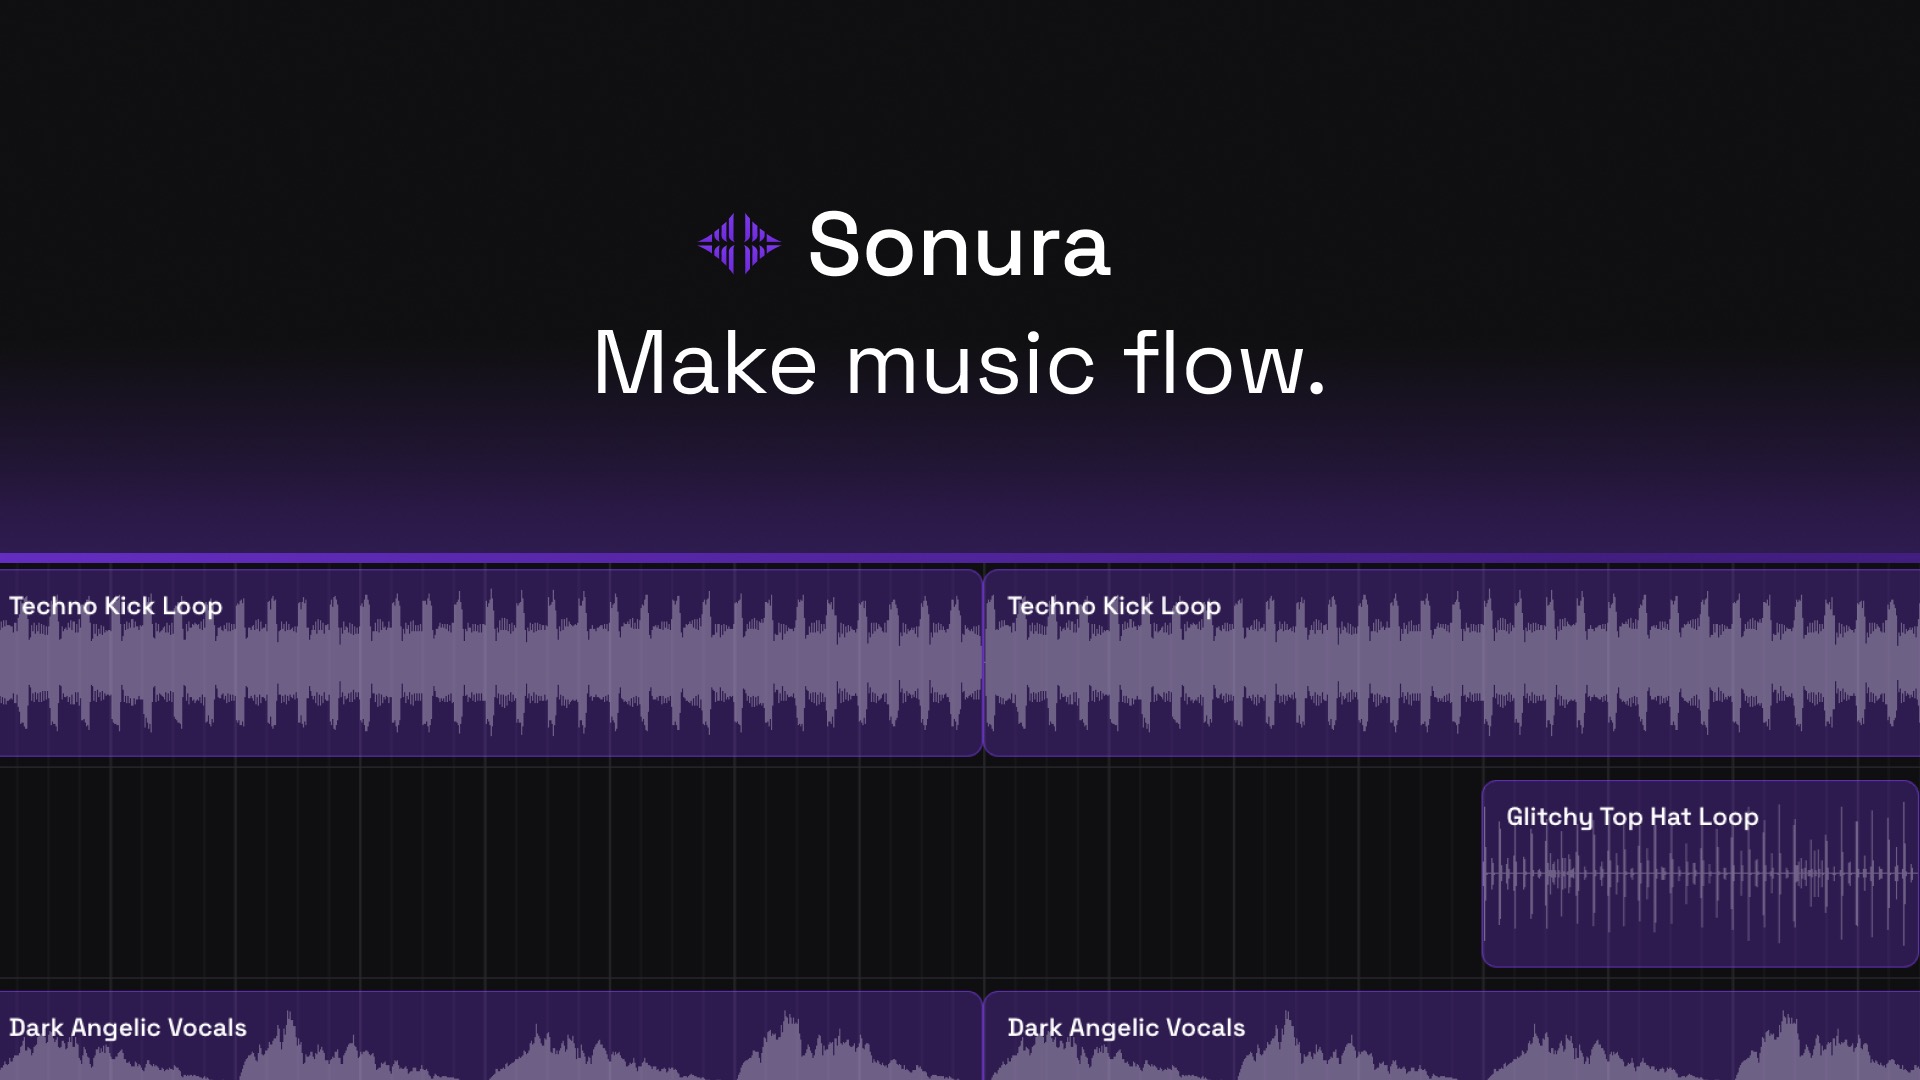 Sonura
Make music flow.
Techno Kick Loop
Techno Kick Loop
Glitchy Top Hat Loop
Dark Angelic Vocals
Dark Angelic Vocals